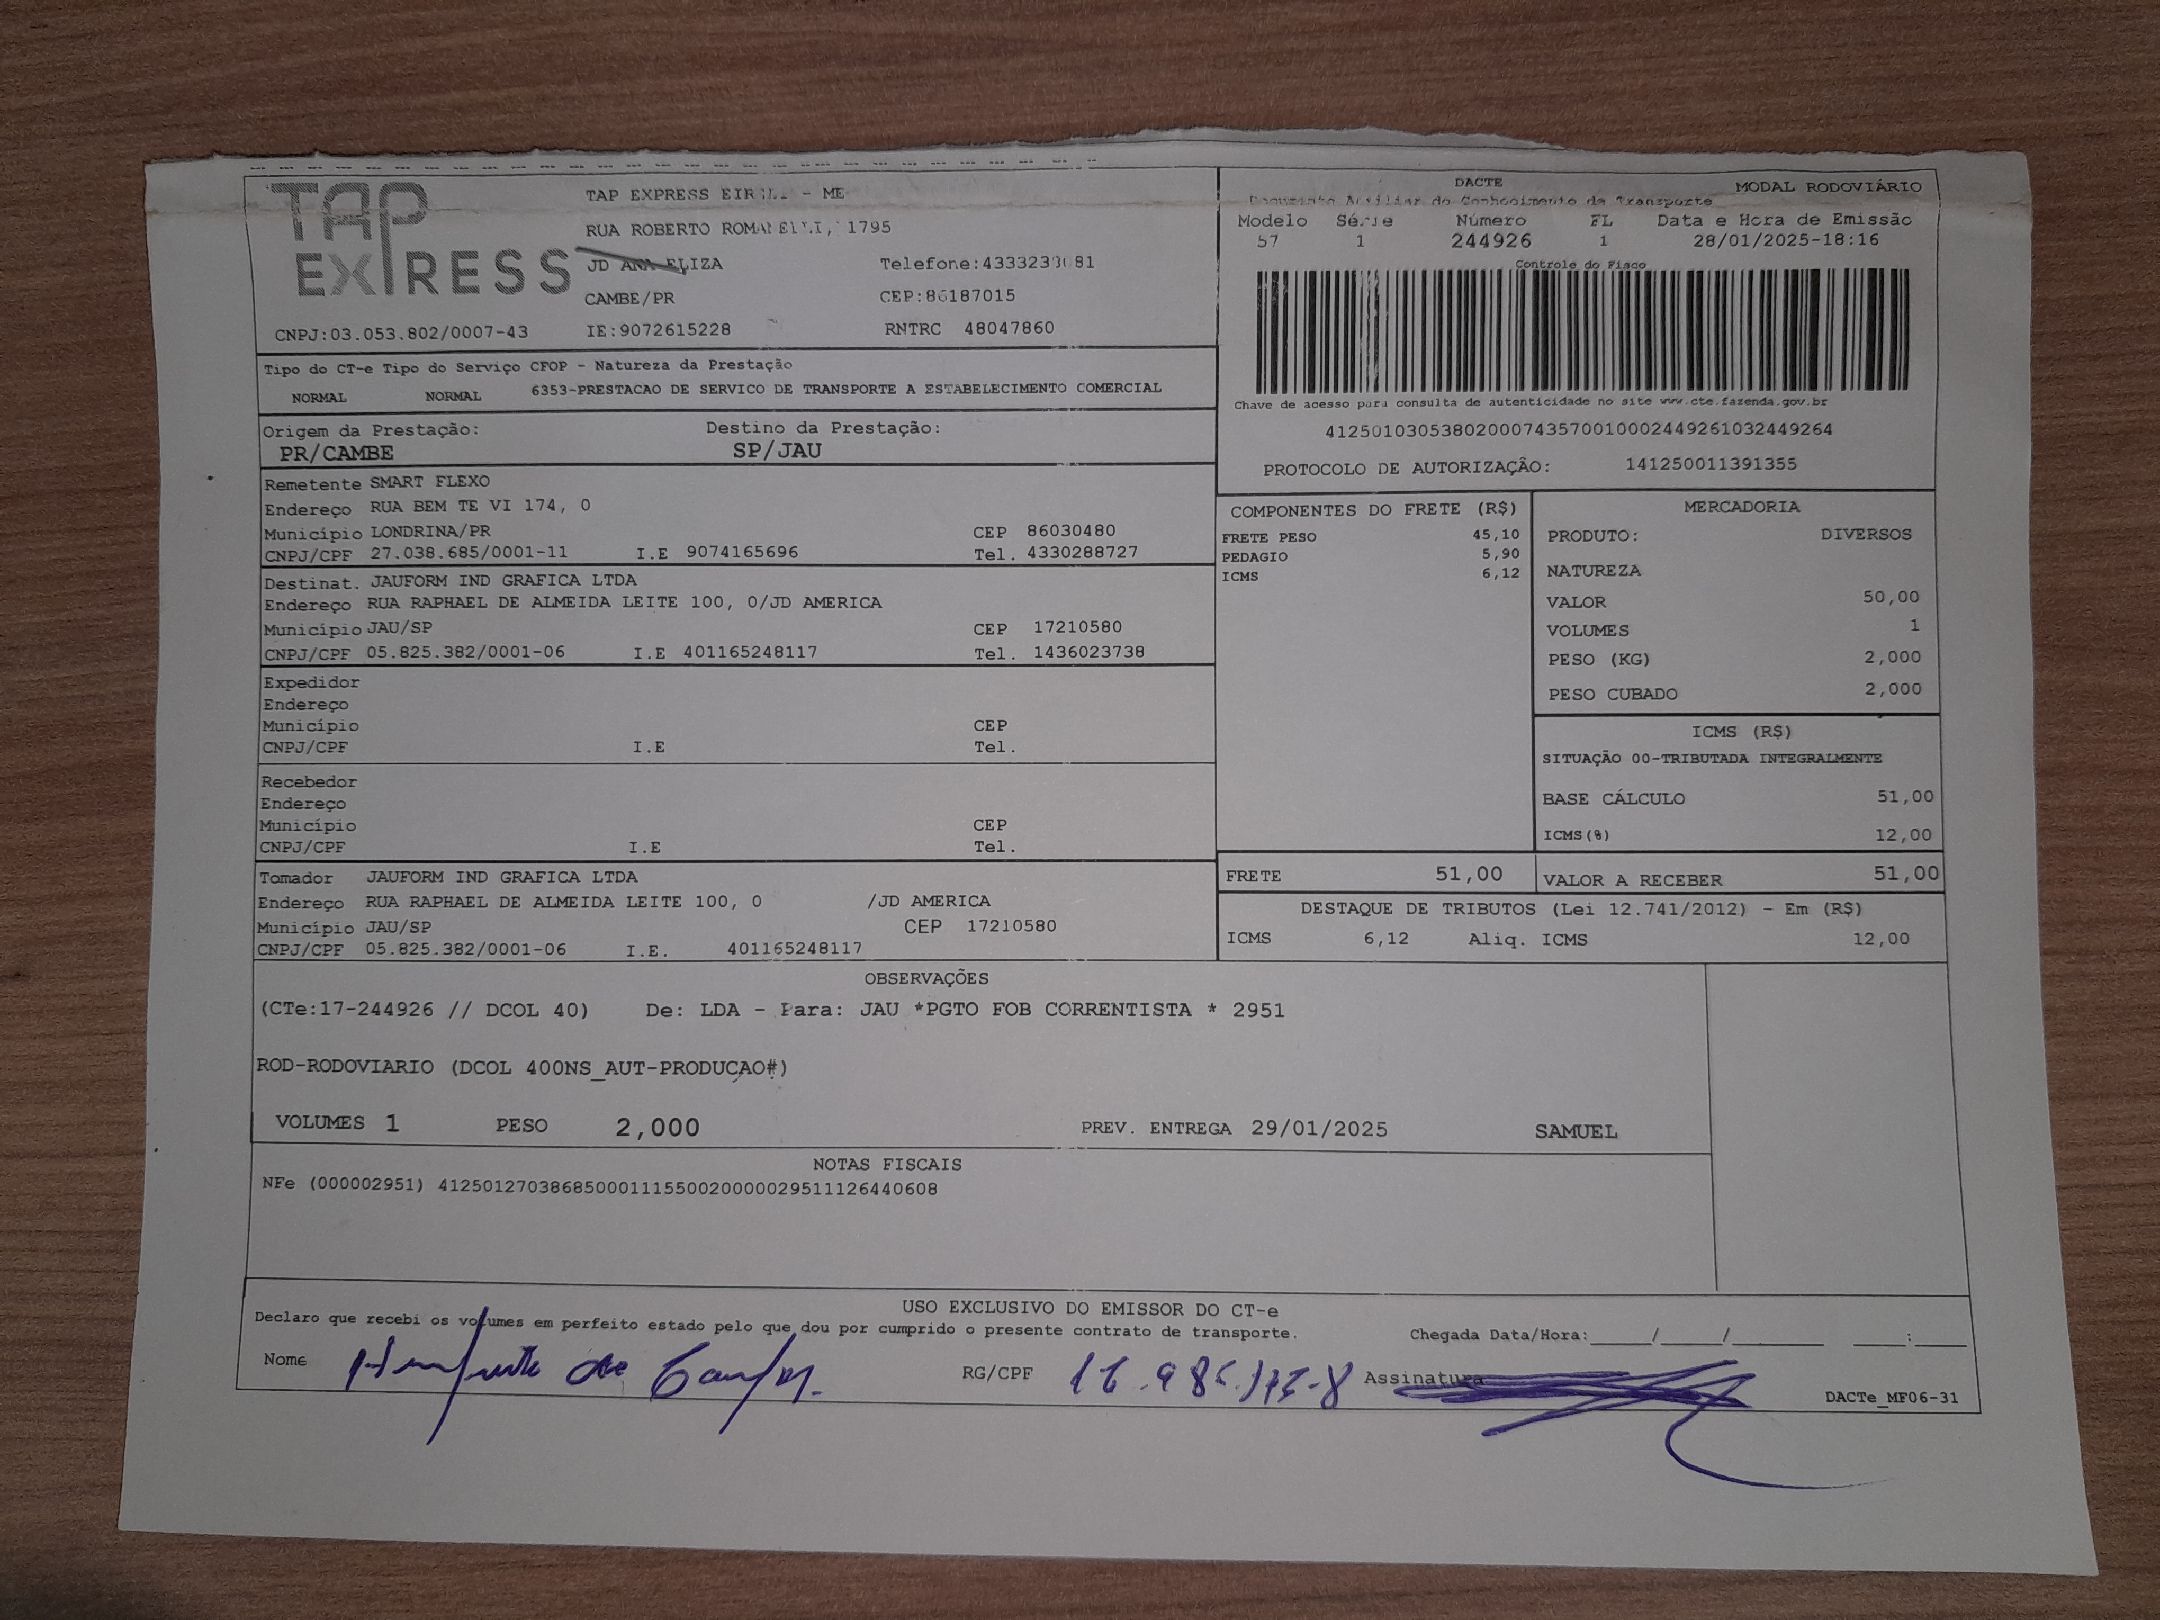 TAP EXPRESS
TAP EXPRESS - ME
RUA ROBERTO ROMANELLI, 1795
JD ANA ELIZA
CAMBE/PR CEP:86187015
CNPJ:03.053.802/0007-43 IE:9072615228 RNTRC 48047860
DACTE MODAL RODOVIÁRIO
Documento Auxiliar do Conhecimento de Transporte
Modelo Série Número FL Data e Hora de Emissão
57 1 244926 1 28/01/2025-18:16
Controle do Fisco
Chave de acesso para consulta de autenticidade no site www.cte.fazenda.gov.br
41250103053802000743570010002449261032449264
PROTOCOLO DE AUTORIZAÇÃO: 141250011391355
Tipo do CT-e Tipo do Serviço CFOP - Natureza da Prestação
NORMAL NORMAL 6353-PRESTACAO DE SERVICO DE TRANSPORTE A ESTABELECIMENTO COMERCIAL
Origem da Prestação: Destino da Prestação:
PR/CAMBE SP/JAU
Remetente SMART FLEXO
Endereço RUA BEM TE VI 174, 0
Município LONDRINA/PR CEP 86030480
CNPJ/CPF 27.038.685/0001-11 I.E 9074165696 Tel. 4330288727
Destinat. JAUFORM IND GRAFICA LTDA
Endereço RUA RAPHAEL DE ALMEIDA LEITE 100, 0/JD AMERICA
Município JAU/SP CEP 17210580
CNPJ/CPF 05.825.382/0001-06 I.E 401165248117 Tel. 1436023738
Expedidor
Endereço
Município CEP
CNPJ/CPF I.E Tel.
Recebedor
Endereço
Município CEP
CNPJ/CPF I.E Tel.
Tomador JAUFORM IND GRAFICA LTDA
Endereço RUA RAPHAEL DE ALMEIDA LEITE 100, 0 /JD AMERICA
Município JAU/SP CEP 17210580
CNPJ/CPF 05.825.382/0001-06 I.E. 401165248117
COMPONENTES DO FRETE (R$)
FRETE PESO 45,10
PEDAGIO 5,90
ICMS 6,12
MERCADORIA
PRODUTO: DIVERSOS
NATUREZA
VALOR 50,00
VOLUMES 1
PESO (KG) 2,000
PESO CUBADO 2,000
ICMS (R$)
SITUAÇÃO 00-TRIBUTADA INTEGRALMENTE
BASE CÁLCULO 51,00
ICMS(%) 12,00
FRETE 51,00 VALOR A RECEBER 51,00
DESTAQUE DE TRIBUTOS (Lei 12.741/2012) - Em (R$)
ICMS 6,12 Aliq. ICMS 12,00
OBSERVAÇÕES
(CTe:17-244926 // DCOL 40) De: LDA - Para: JAU *PGTO FOB CORRENTISTA * 2951
ROD-RODOVIARIO (DCOL 400NS_AUT-PRODUCAO#)
VOLUMES 1 PESO 2,000 PREV. ENTREGA 29/01/2025 SAMUEL
NOTAS FISCAIS
NFe (000002951) 41250127038685000111550020000029511126440608
USO EXCLUSIVO DO EMISSOR DO CT-e
Declaro que recebi os volumes em perfeito estado pelo que dou por cumprido o presente contrato de transporte. Chegada Data/Hora:____/____/______ ___:___
Nome RG/CPF Assinatura DACTe_MF06-31